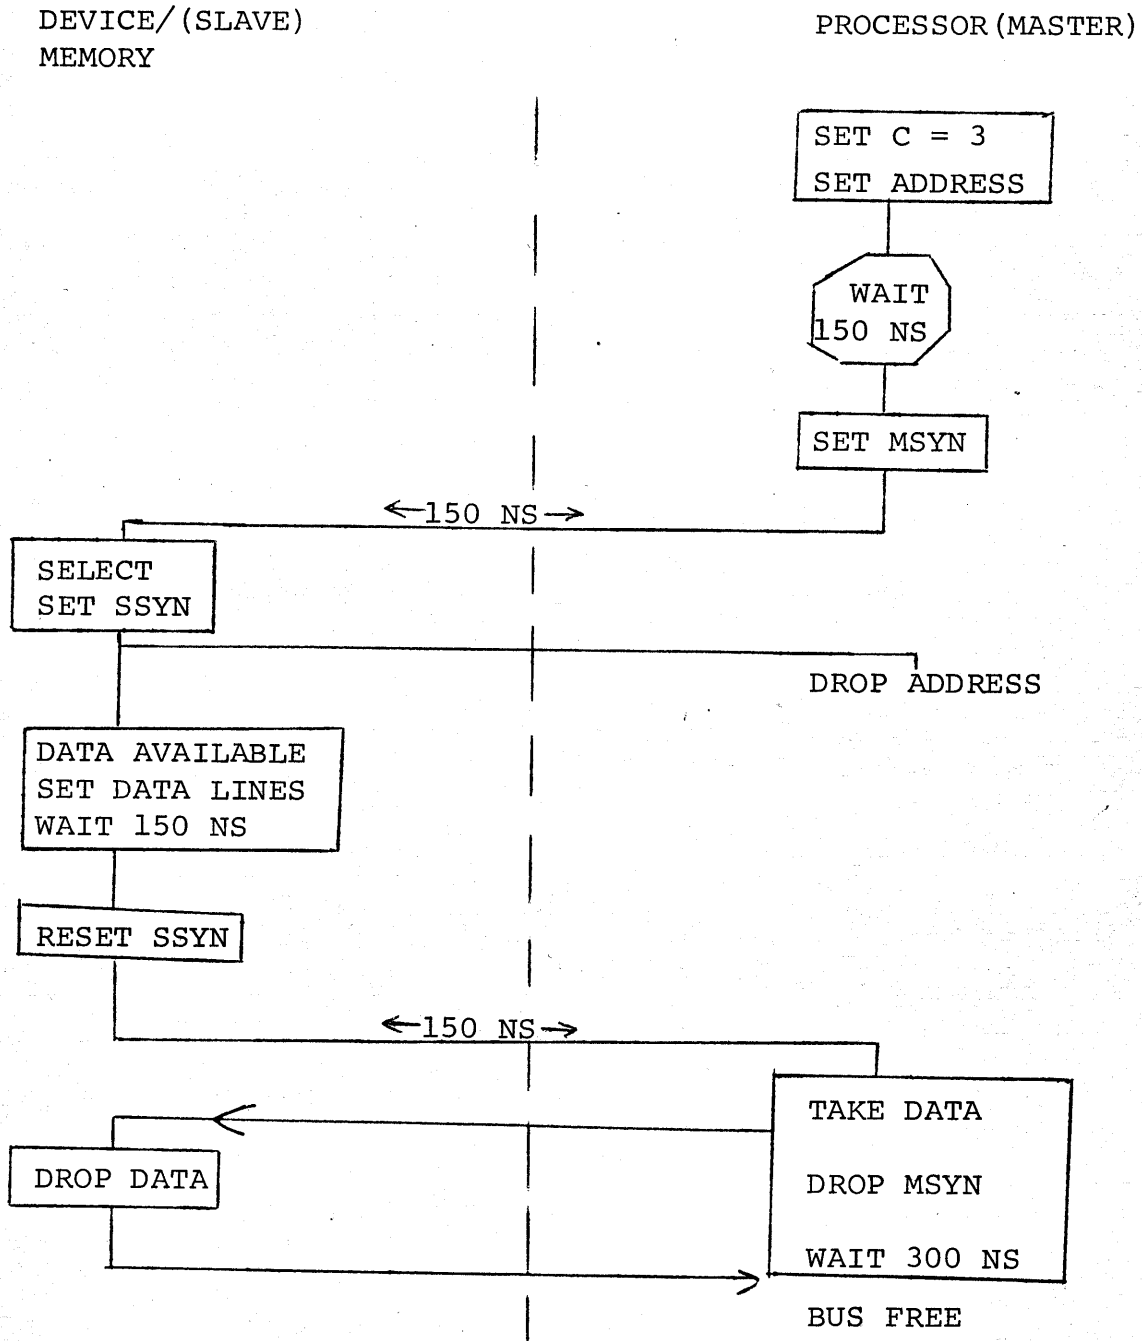 DEVICE/(SLAVE)
MEMORY
PROCESSOR(MASTER)
SET C = 3
SET ADDRESS
WAIT
150 NS
SET MSYN
←150 NS→
SELECT
SET SSYN
DROP ADDRESS
DATA AVAILABLE
SET DATA LINES
WAIT 150 NS
RESET SSYN
←150 NS→
TAKE DATA
DROP MSYN
WAIT 300 NS
DROP DATA
BUS FREE